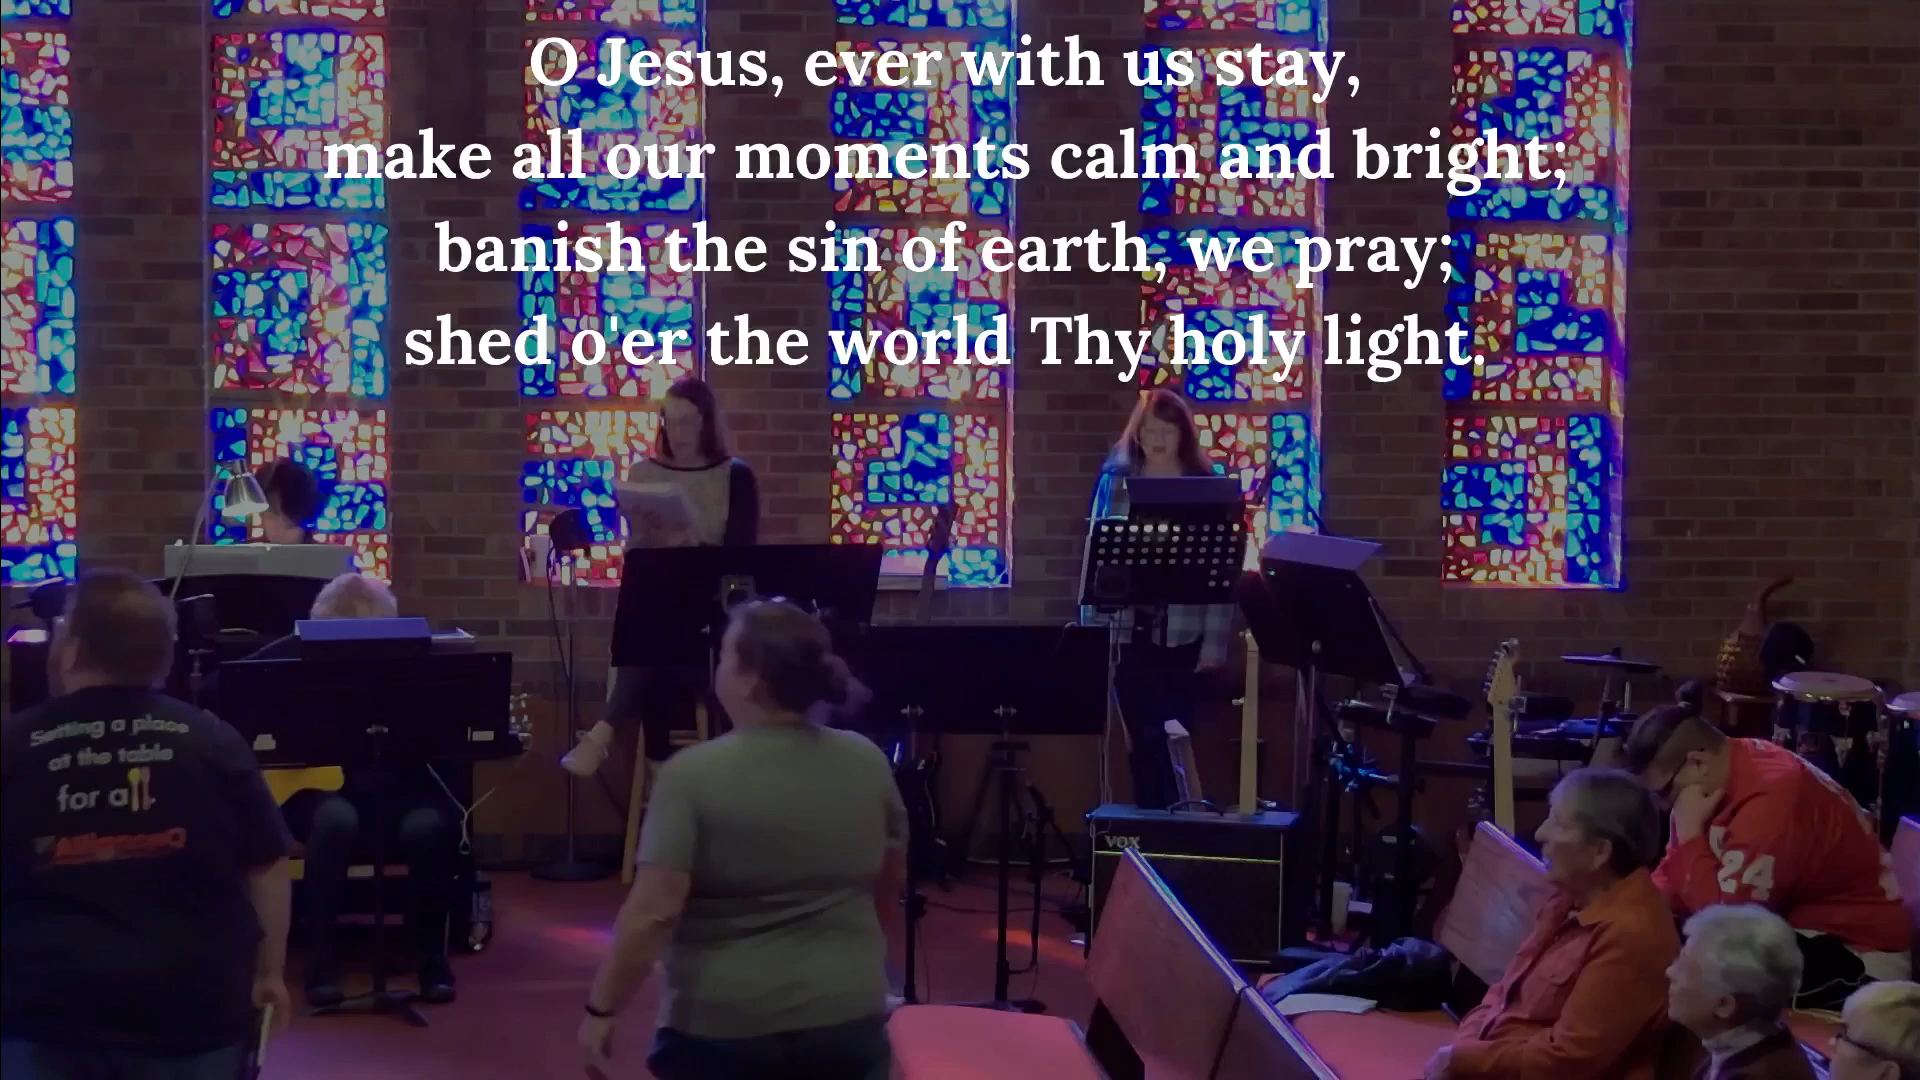 O Jesus, ever with us stay,
make all our moments calm and bright;
banish the sin of earth, we pray;
shed o'er the world Thy holy light.
Setting a place
at the table
for all.
AllianceQ
VOX
24